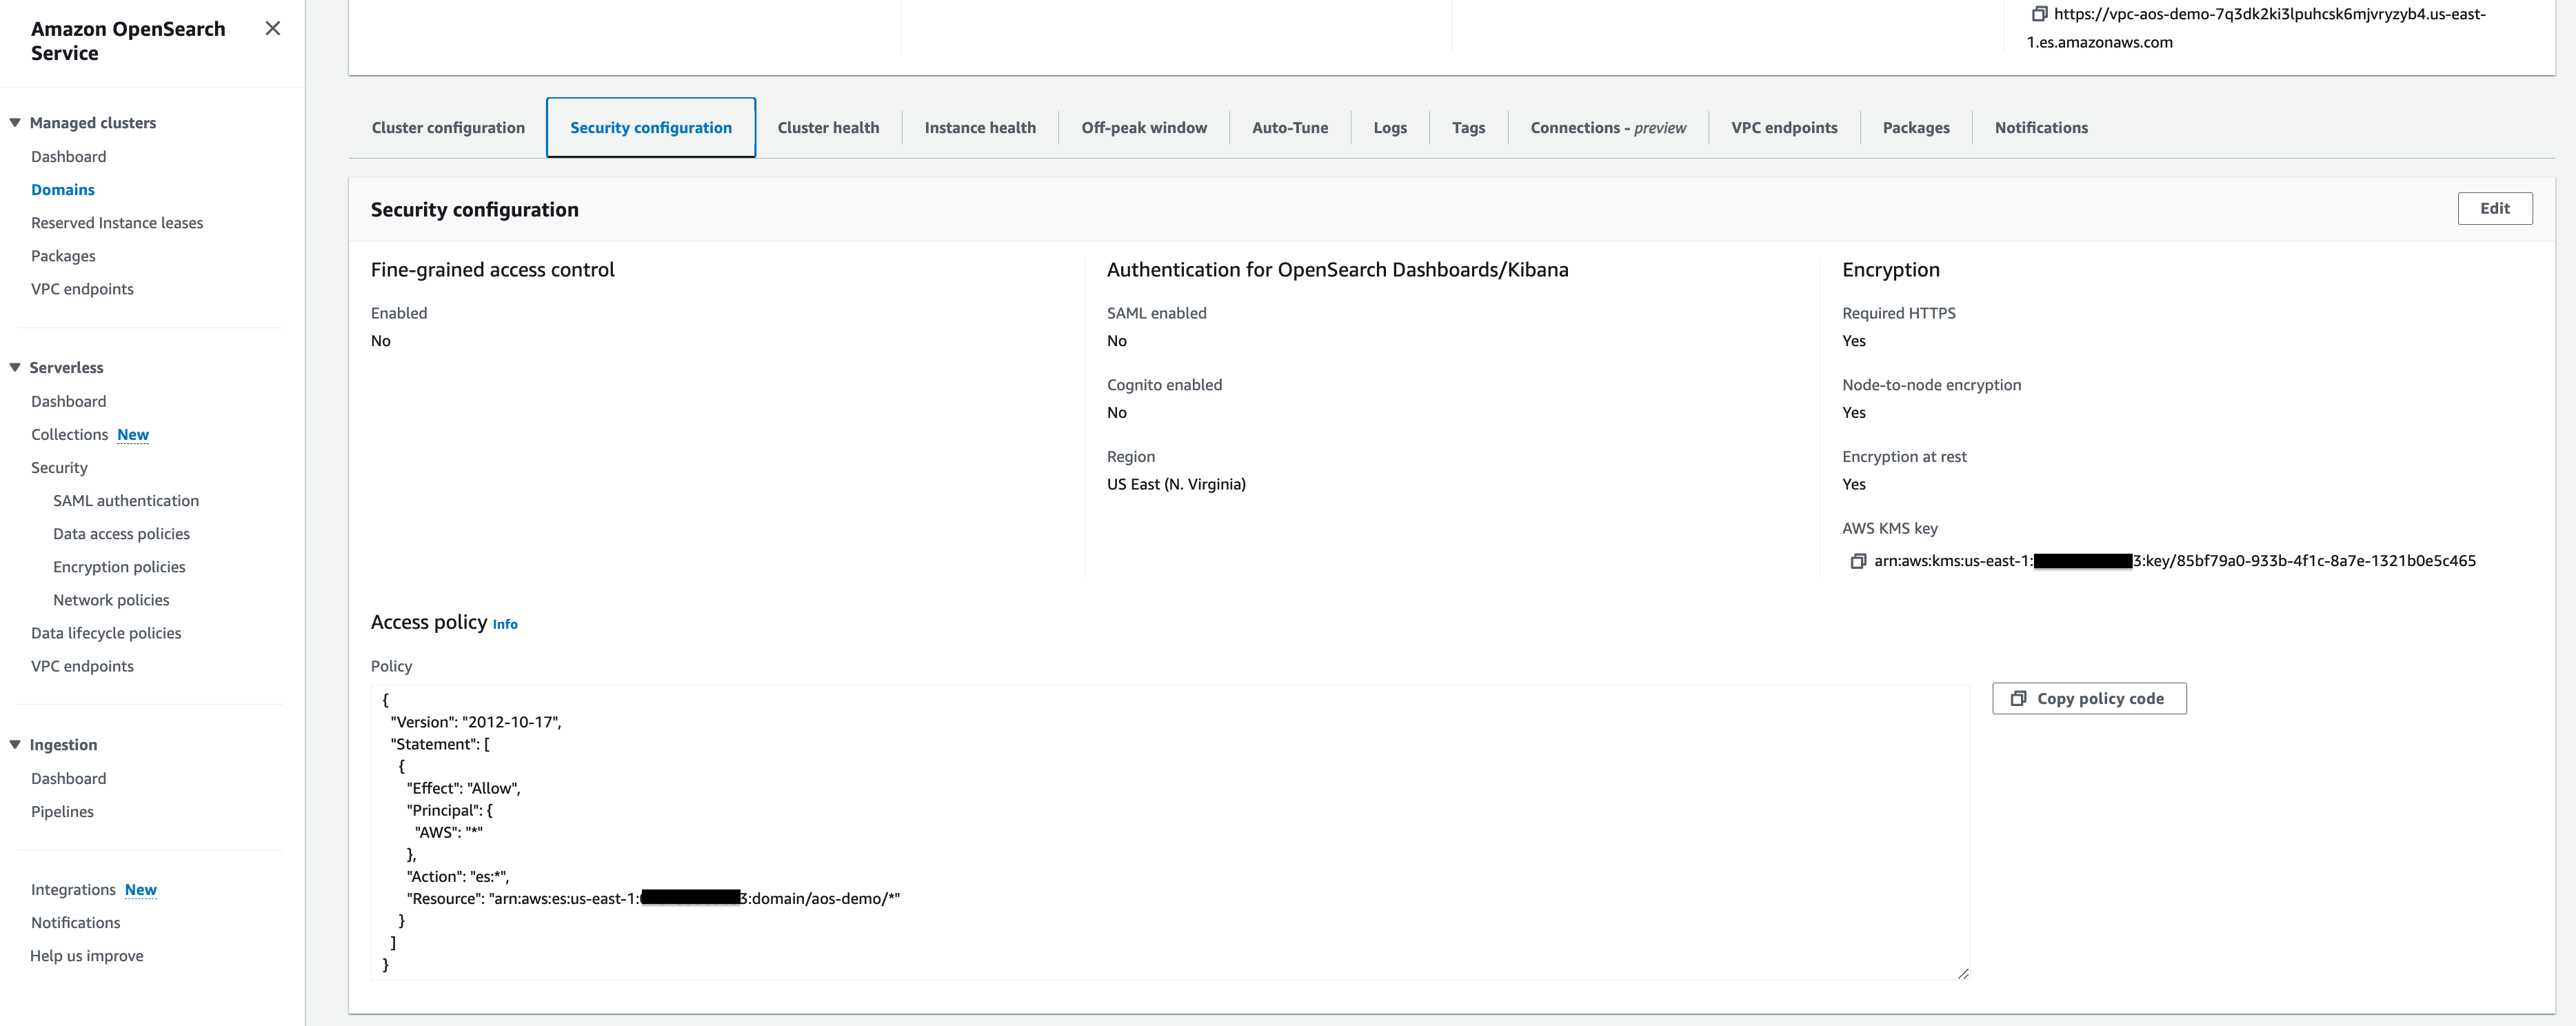 Amazon OpenSearch
Service
Managed clusters
Dashboard
Domains
Reserved Instance leases
Packages
VPC endpoints
Serverless
Dashboard
Collections New
Security
SAML authentication
Data access policies
Encryption policies
Network policies
Data lifecycle policies
VPC endpoints
Ingestion
Dashboard
Pipelines
Integrations New
Notifications
Help us improve
https://vpc-aos-demo-7q3dk2ki3lpuhcsk6mjvryzyb4.us-east-
1.es.amazonaws.com
Cluster configuration
Security configuration
Cluster health
Instance health
Off-peak window
Auto-Tune
Logs
Tags
Connections - preview
VPC endpoints
Packages
Notifications
Security configuration
Edit
Fine-grained access control
Enabled
No
Authentication for OpenSearch Dashboards/Kibana
SAML enabled
No
Cognito enabled
No
Region
US East (N. Virginia)
Encryption
Required HTTPS
Yes
Node-to-node encryption
Yes
Encryption at rest
Yes
AWS KMS key
arn:aws:kms:us-east-1: 3:key/85bf79a0-933b-4f1c-8a7e-1321b0e5c465
Access policy Info
Policy
{
"Version": "2012-10-17",
"Statement": [
{
"Effect": "Allow",
"Principal": {
"AWS": "*"
},
"Action": "es:*",
"Resource": "arn:aws:es:us-east-1: 3:domain/aos-demo/*"
}
]
}
Copy policy code